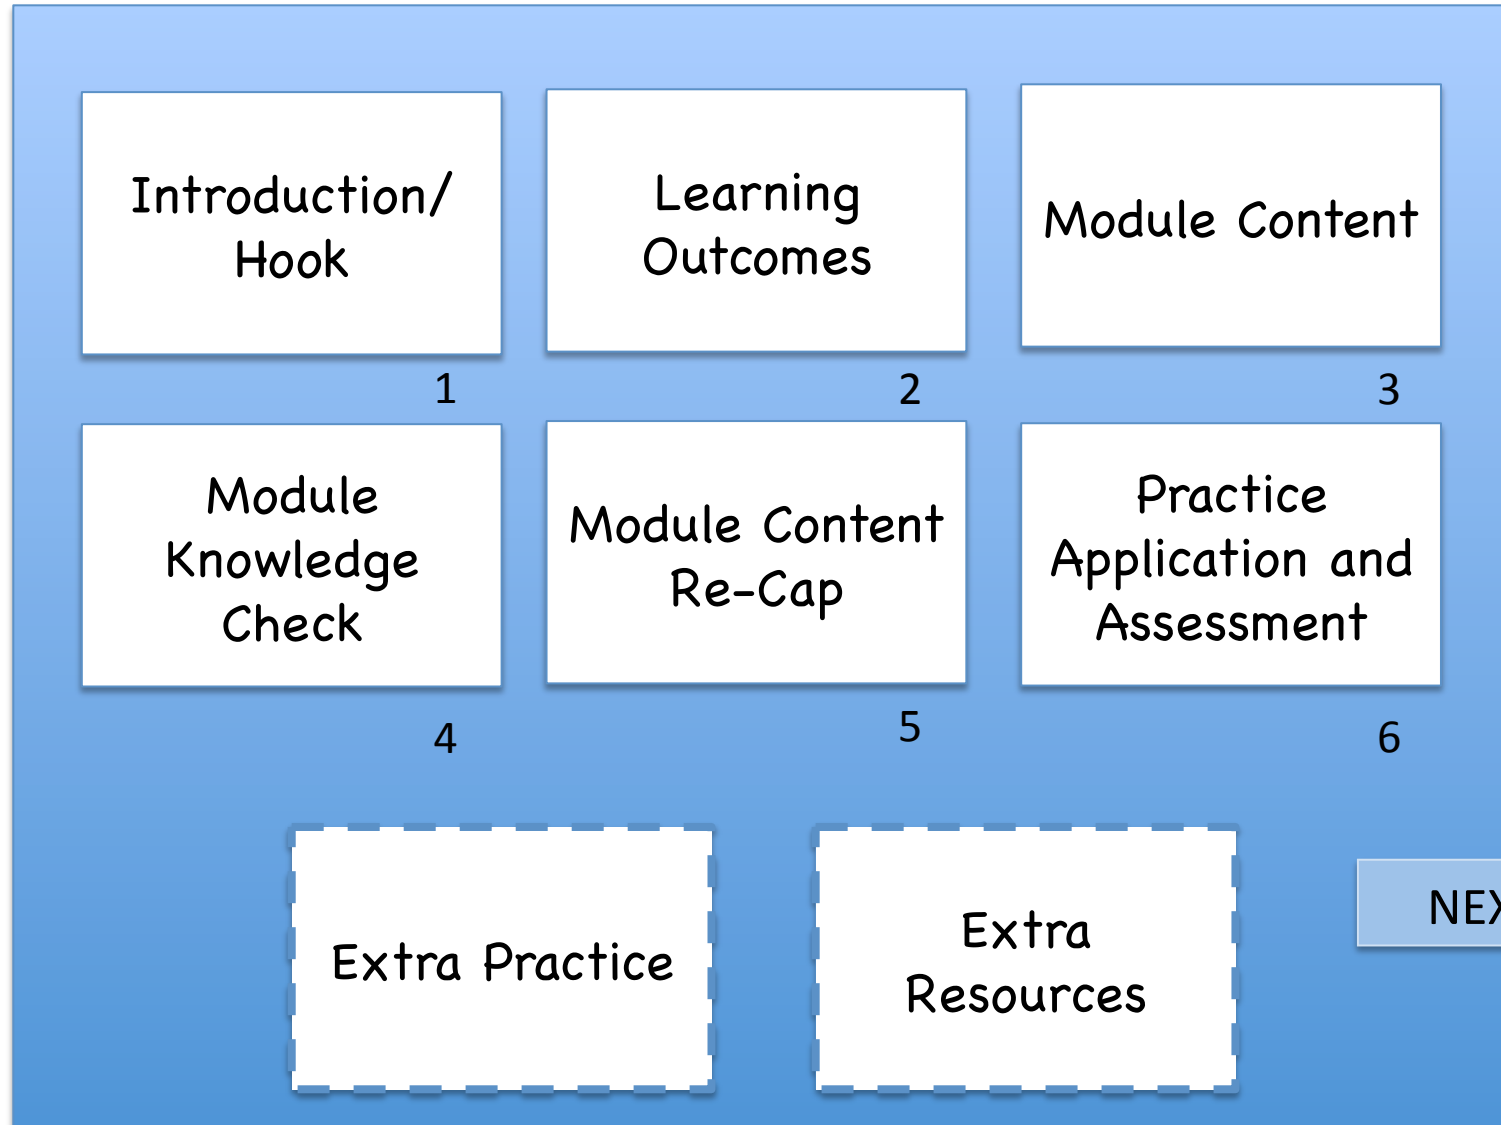 Introduction/
Hook
Learning
Outcomes
Module Content
1
2
3
Module
Knowledge
Check
Module Content
Re-Cap
Practice
Application and
Assessment
4
5
6
Extra Practice
Extra
Resources